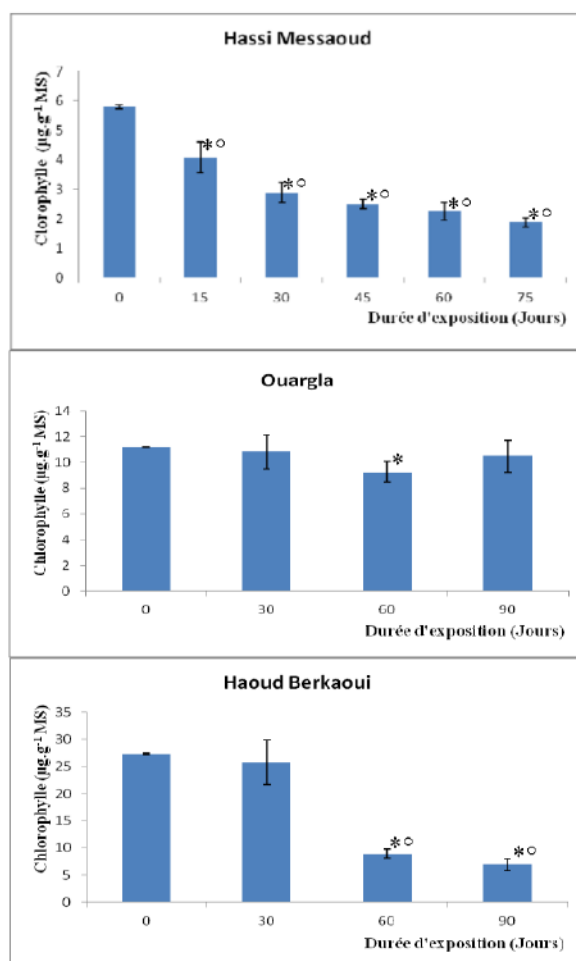 Hassi Messaoud
Clorophylle (µg.g⁻¹ MS)
7
6
5
4
3
2
1
0
*○
*○
*○
*○
*○
0 15 30 45 60 75
Durée d'exposition (Jours)
Ouargla
Chlorophylle (µg.g⁻¹ MS)
14
12
10
8
6
4
2
0
*
0 30 60 90
Durée d'exposition (Jours)
Haoud Berkaoui
Chlorophylle (µg.g⁻¹ MS)
35
30
25
20
15
10
5
0
*○
*○
0 30 60 90
Durée d'exposition (Jours)